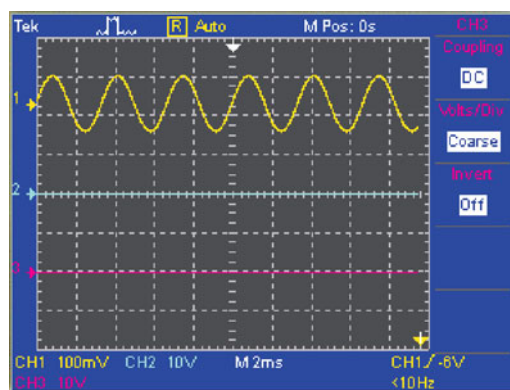 Tek R Auto M Pos: 0s CH3
Coupling
DC
Volts/Div
Coarse
Invert
Off
1
2
3
CH1 100mV CH2 10V M 2ms CH1 / -6V
CH3 10V <10Hz